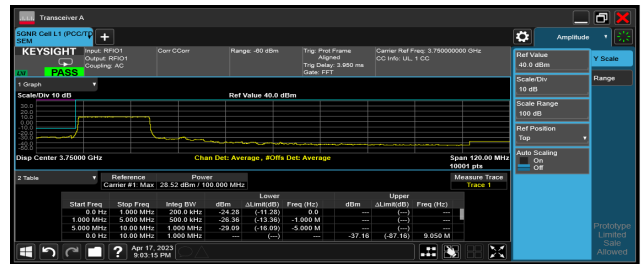 Transceiver A
5GNR Cell L1 (PCC/TD
SEM
+
Amplitude
KEYSIGHT
Input: RFIO1
Output: RFIO1
Coupling: AC
Corr CCorr
Range: -60 dBm
Trig: Prot Frame
Aligned
Trig Delay: 3.950 ms
Gate: FFT
Carrier Ref Freq: 3.750000000 GHz
CC Info: UL, 1 CC
PASS
Ref Value
40.0 dBm
Y Scale
Scale/Div
10 dB
Range
Scale Range
100 dB
Ref Position
Top
Auto Scaling
On
Off
1 Graph
Scale/Div 10 dB
Ref Value 40.0 dBm
30.0
20.0
10.0
Disp Center 3.75000 GHz
Chan Det: Average, #Offs Det: Average
Span 120.00 MHz
10001 pts
2 Table
Reference
Power
Measure Trace
Carrier #1: Max
28.52 dBm / 100.000 MHz
Trace 1
Lower
Upper
Start Freq Stop Freq Integ BW dBm ΔLimit(dB) Freq (Hz) dBm ΔLimit(dB) Freq (Hz)
0.0 Hz 1.000 MHz 200.0 kHz -24.28 (-11.28) 0.0 --- (---) ---
1.000 MHz 5.000 MHz 500.0 kHz -26.36 (-13.36) -1.000 M --- (---) ---
5.000 MHz 10.00 MHz 1.000 MHz -29.09 (-16.09) -5.000 M --- (---) ---
0.0 Hz 10.00 MHz 1.000 MHz --- (---) --- -37.16 (-87.16) 9.050 M
Prototype
Limited
Sale
Allowed
?
Apr 17, 2023
9:03:15 PM